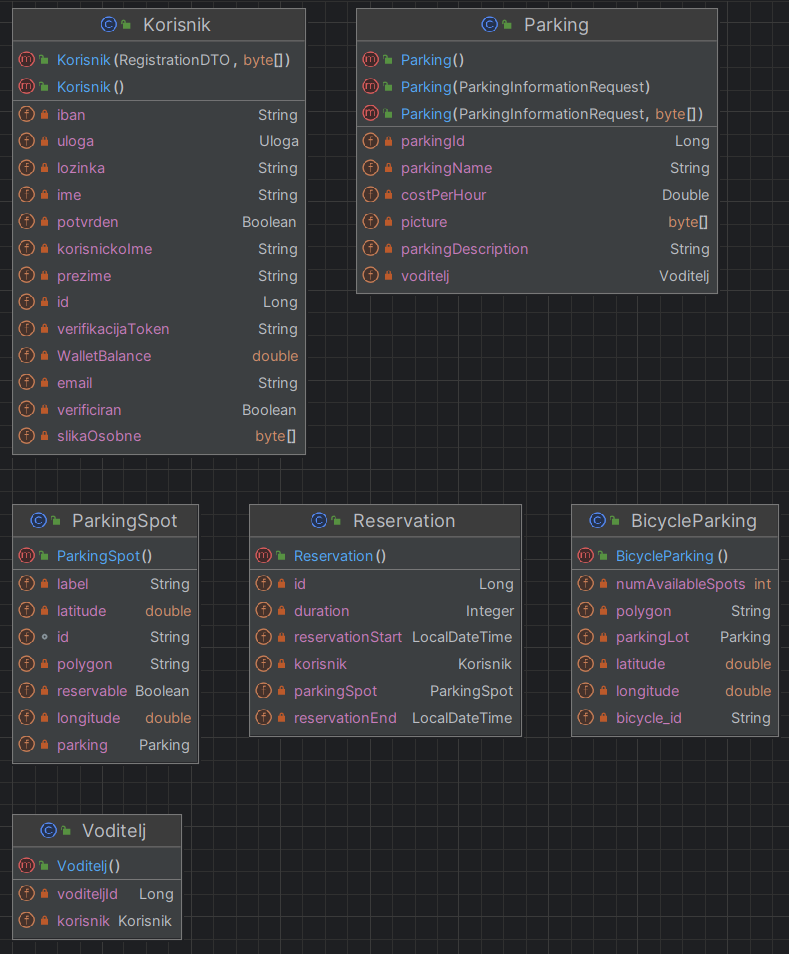 Korisnik
Korisnik(RegistrationDTO, byte[])
Korisnik()
iban String
uloga Uloga
lozinka String
ime String
potvrden Boolean
korisnickoIme String
prezime String
id Long
verifikacijaToken String
WalletBalance double
email String
verificiran Boolean
slikaOsobne byte[]
Parking
Parking()
Parking(ParkingInformationRequest)
Parking(ParkingInformationRequest, byte[])
parkingId Long
parkingName String
costPerHour Double
picture byte[]
parkingDescription String
voditelj Voditelj
ParkingSpot
ParkingSpot()
label String
latitude double
id String
polygon String
reservable Boolean
longitude double
parking Parking
Reservation
Reservation()
id Long
duration Integer
reservationStart LocalDateTime
korisnik Korisnik
parkingSpot ParkingSpot
reservationEnd LocalDateTime
BicycleParking
BicycleParking ()
numAvailableSpots int
polygon String
parkingLot Parking
latitude double
longitude double
bicycle_id String
Voditelj
Voditelj()
voditeljId Long
korisnik Korisnik